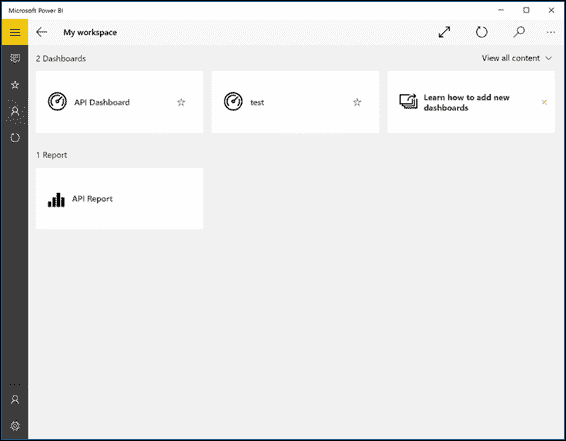 Microsoft Power BI
My workspace
2 Dashboards
View all content
API Dashboard
test
Learn how to add new
dashboards
1 Report
API Report